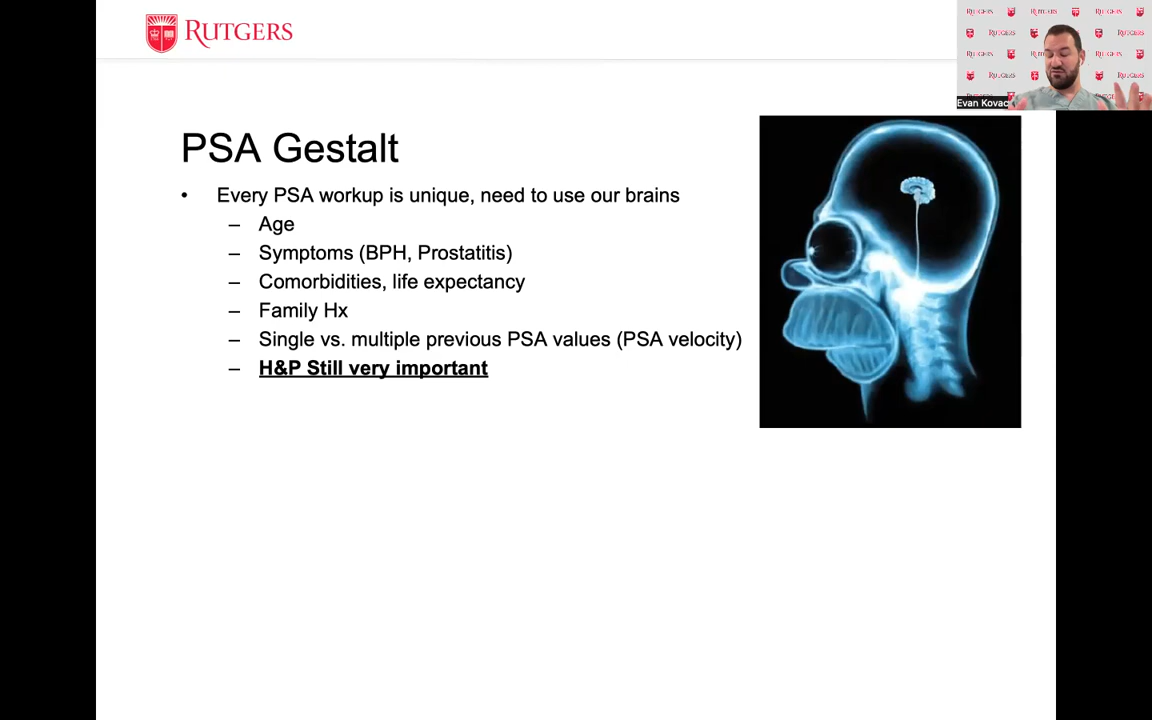 RUTGERS
Evan Kovac
PSA Gestalt
• Every PSA workup is unique, need to use our brains
– Age
– Symptoms (BPH, Prostatitis)
– Comorbidities, life expectancy
– Family Hx
– Single vs. multiple previous PSA values (PSA velocity)
– H&P Still very important